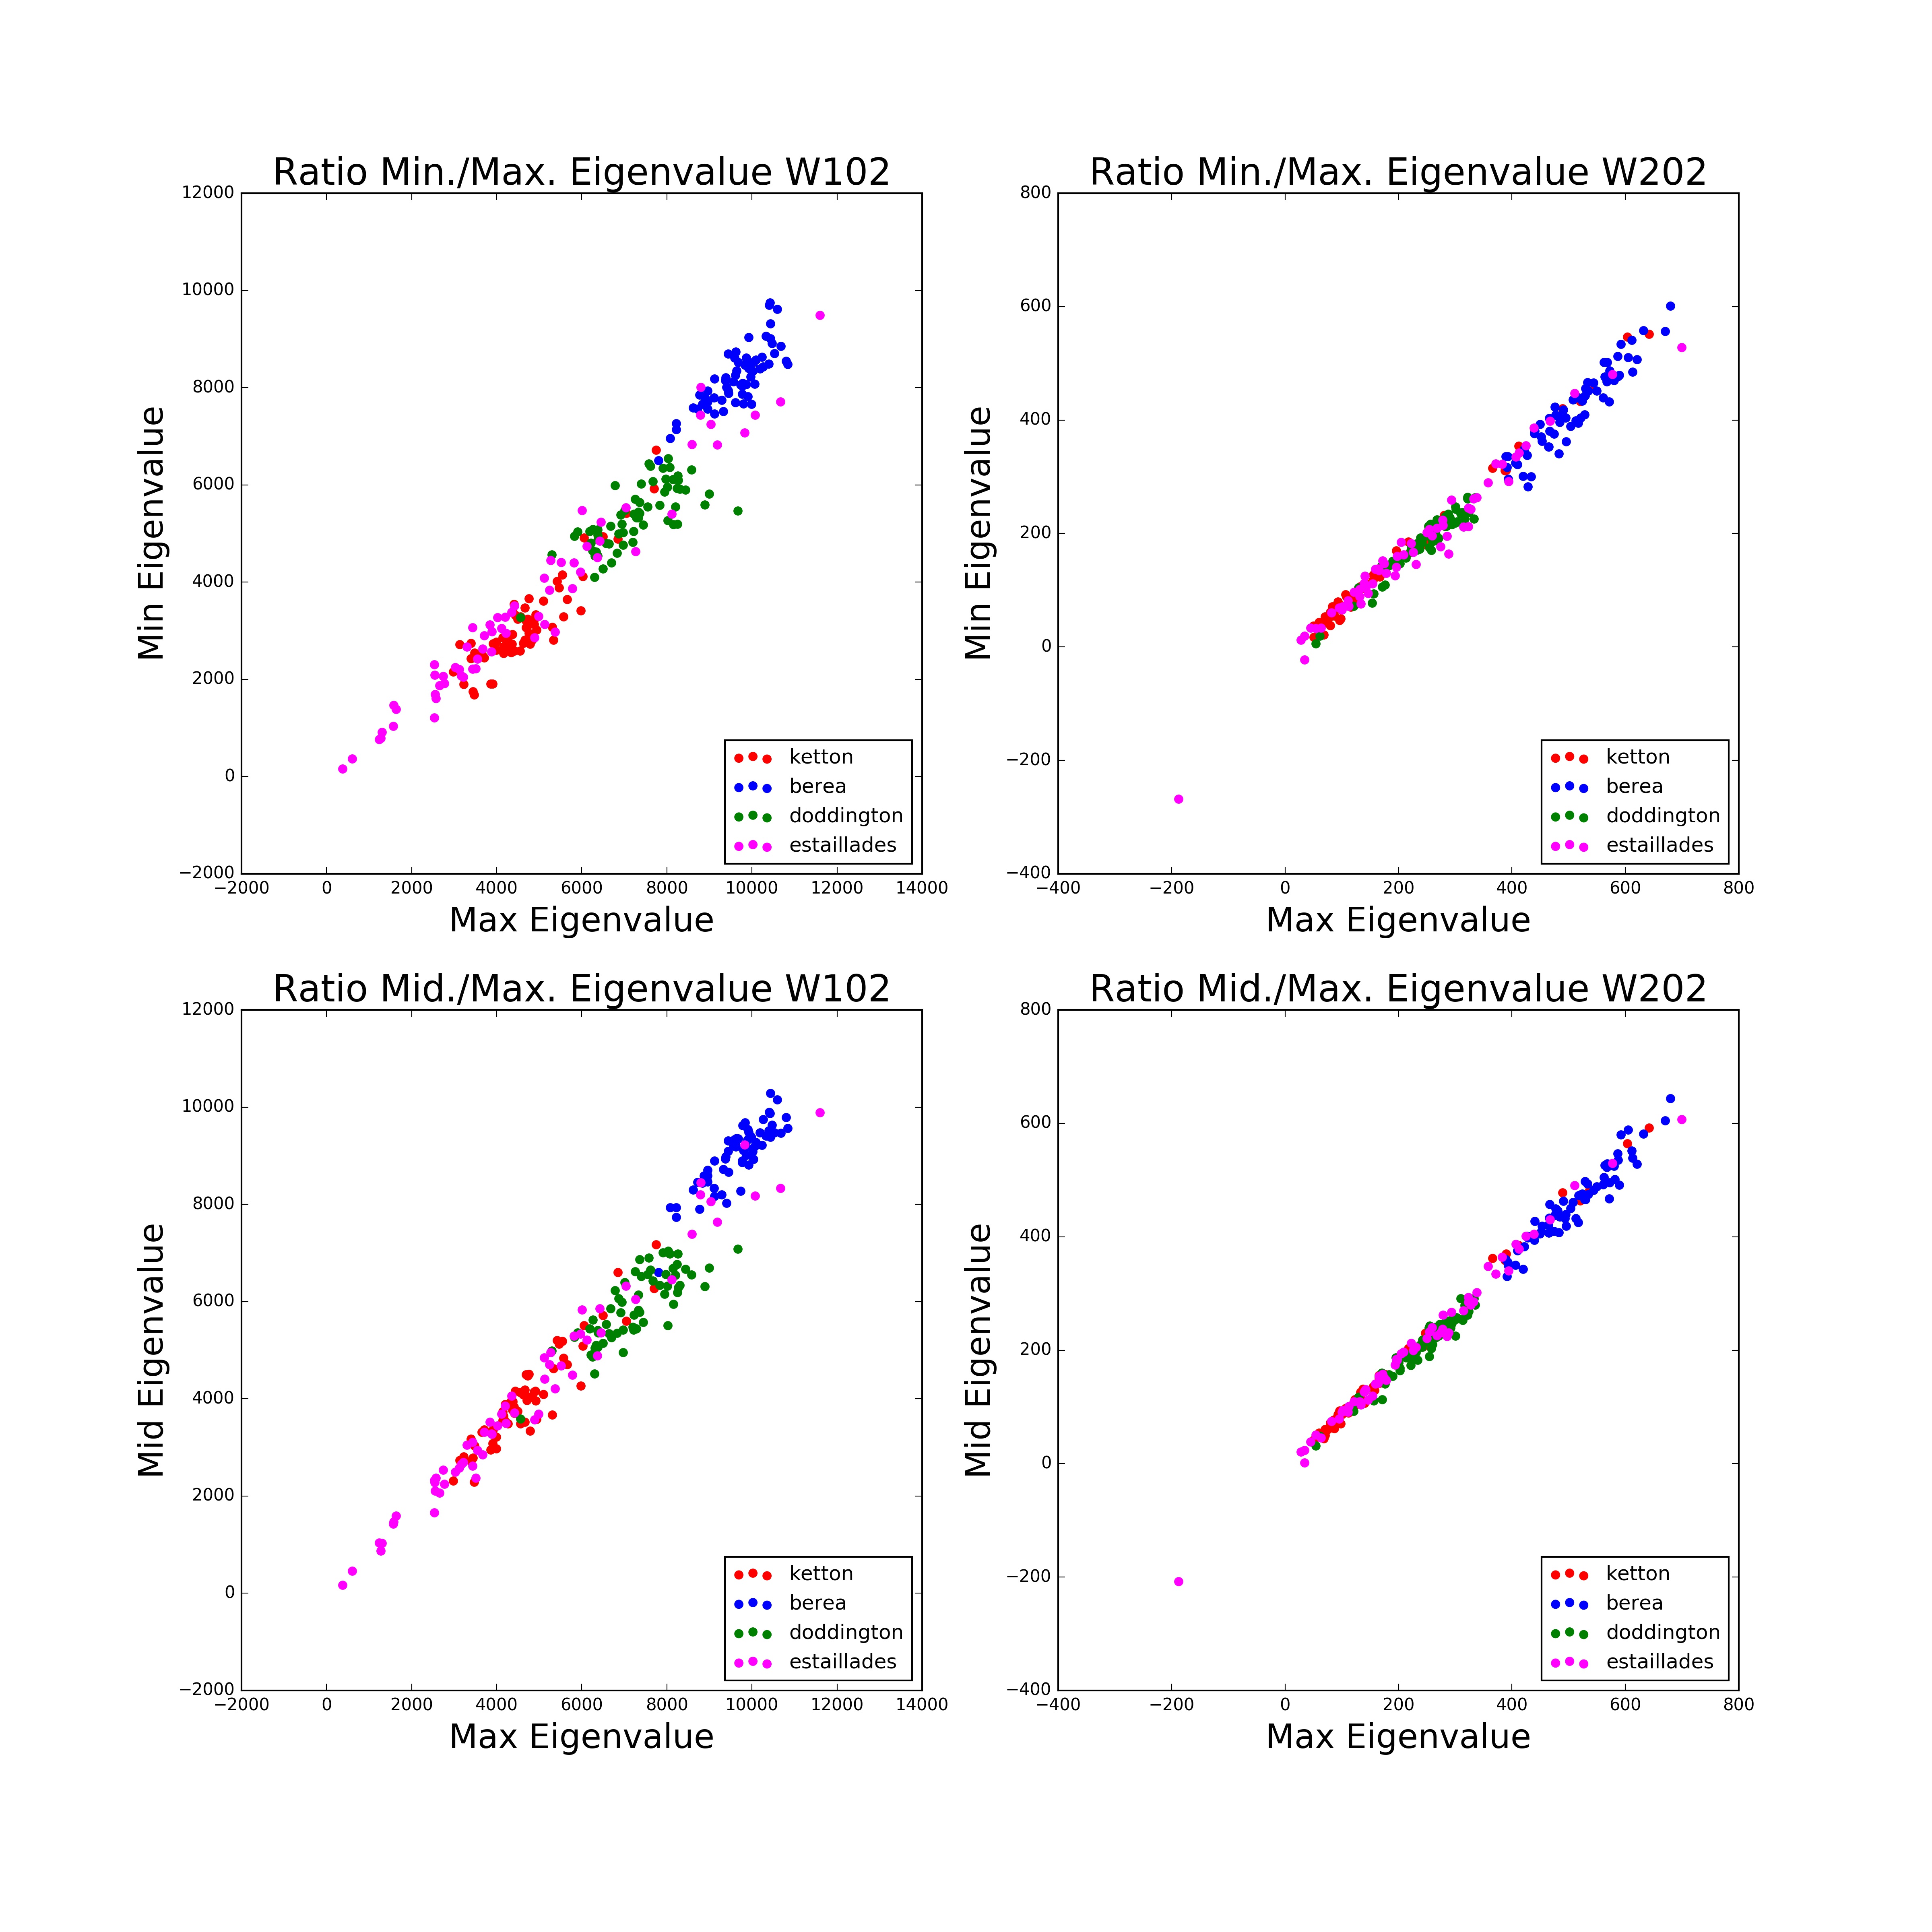 Ratio Min./Max. Eigenvalue W102
12000
10000
8000
6000
4000
2000
0
−2000
Min Eigenvalue
−2000 0 2000 4000 6000 8000 10000 12000 14000
Max Eigenvalue
ketton
berea
doddington
estaillades
Ratio Min./Max. Eigenvalue W202
800
600
400
200
0
−200
−400
Min Eigenvalue
−400 −200 0 200 400 600 800
Max Eigenvalue
ketton
berea
doddington
estaillades
Ratio Mid./Max. Eigenvalue W102
12000
10000
8000
6000
4000
2000
0
−2000
Mid Eigenvalue
−2000 0 2000 4000 6000 8000 10000 12000 14000
Max Eigenvalue
ketton
berea
doddington
estaillades
Ratio Mid./Max. Eigenvalue W202
800
600
400
200
0
−200
−400
Mid Eigenvalue
−400 −200 0 200 400 600 800
Max Eigenvalue
ketton
berea
doddington
estaillades